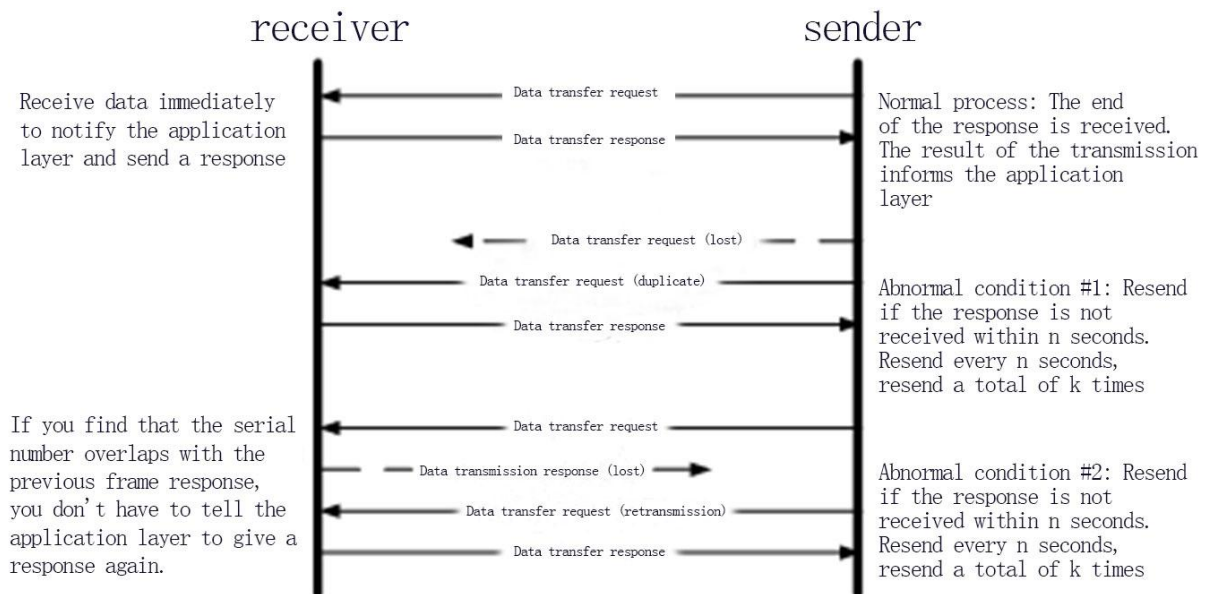 receiver
sender
Receive data immediately
to notify the application
layer and send a response
Data transfer request
Data transfer response
Normal process: The end
of the response is received.
The result of the transmission
informs the application
layer
Data transfer request (lost)
Data transfer request (duplicate)
Data transfer response
Abnormal condition #1: Resend
if the response is not
received within n seconds.
Resend every n seconds,
resend a total of k times
If you find that the serial
number overlaps with the
previous frame response,
you don't have to tell the
application layer to give a
response again.
Data transfer request
Data transmission response (lost)
Data transfer request (retransmission)
Data transfer response
Abnormal condition #2: Resend
if the response is not
received within n seconds.
Resend every n seconds,
resend a total of k times